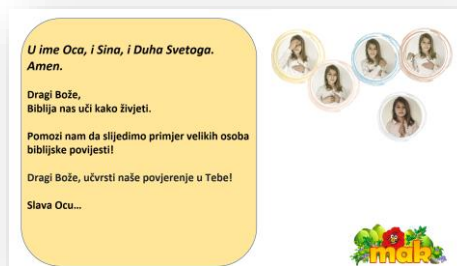 U ime Oca, i Sina, i Duha Svetoga.
Amen.
Dragi Bože,
Biblija nas uči kako živjeti.
Pomozi nam da slijedimo primjer velikih osoba
biblijske povijesti!
Dragi Bože, učvrsti naše povjerenje u Tebe!
Slava Ocu...
mak